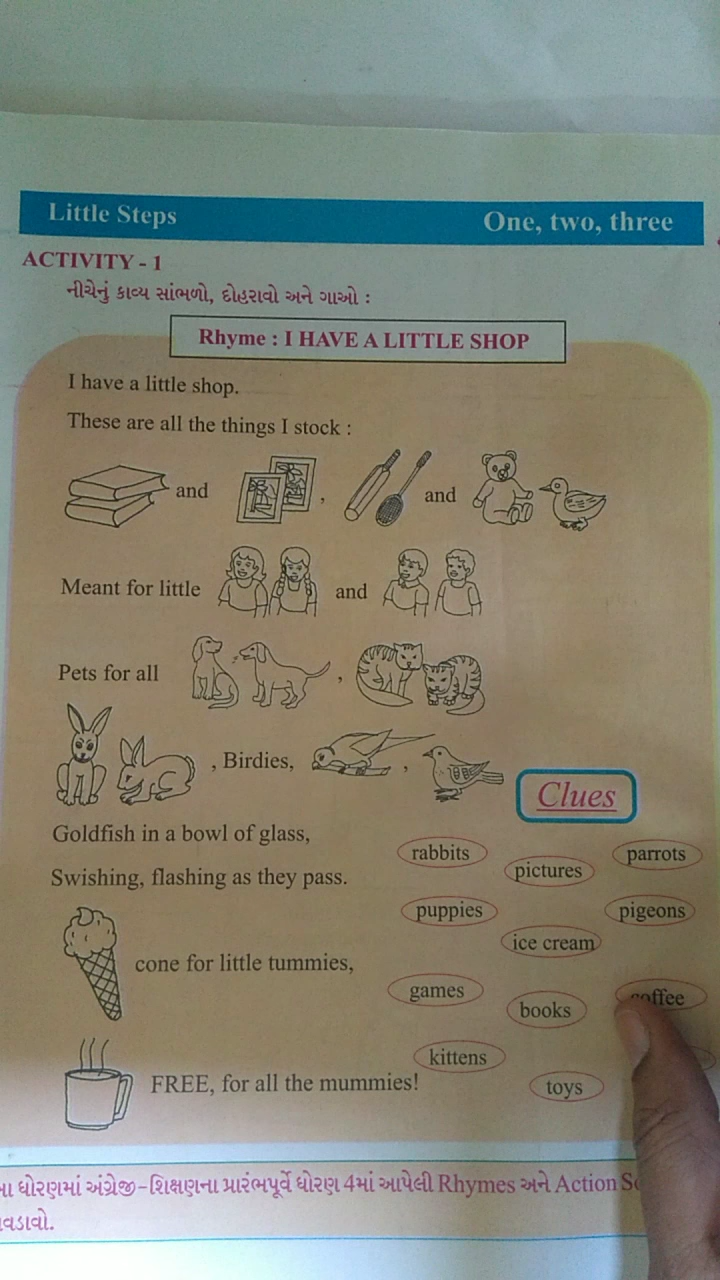 Little Steps One, two, three
ACTIVITY - 1
નીચેનું કાવ્ય સાંભળો, દોહરાવો અને ગાઓ :
Rhyme : I HAVE A LITTLE SHOP
I have a little shop.
These are all the things I stock :
and , and
Meant for little and
Pets for all ,
, Birdies, ,
Clues
Goldfish in a bowl of glass,
Swishing, flashing as they pass.
rabbits pictures parrots
puppies pigeons
ice cream
cone for little tummies,
games books coffee
kittens
FREE, for all the mummies!
toys
ધોરણમાં અંગ્રેજી-શિક્ષણના પ્રારંભપૂર્વે ધોરણ 4માં આપેલી Rhymes અને Action